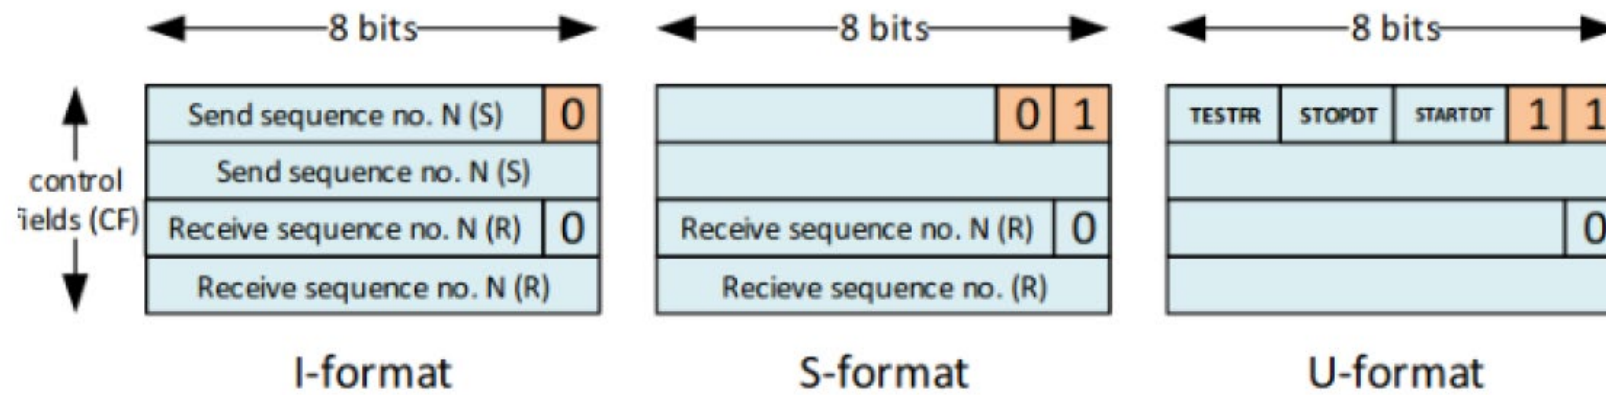 8 bits 8 bits 8 bits
Send sequence no. N (S) 0 0 1 TESTFR STOPDT STARTDT 1 1
Send sequence no. N (S)
control
Receive sequence no. N (R) 0 Receive sequence no. N (R) 0 0
fields (CF)
Receive sequence no. N (R) Recieve sequence no. (R)
I-format S-format U-format